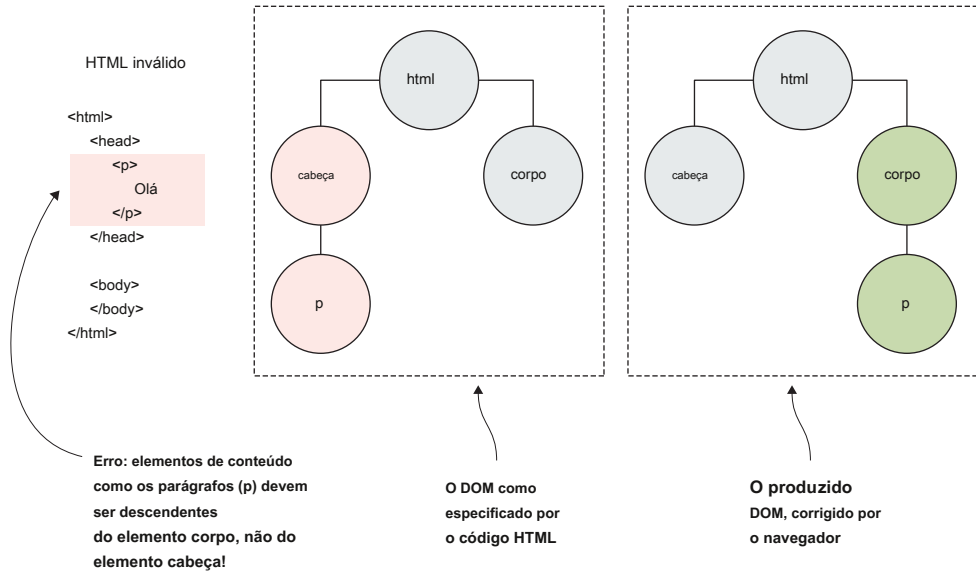 HTML inválido
<html>
<head>
<p>
Olá
</p>
</head>
<body>
</body>
</html>
html
cabeça
corpo
p
html
cabeça
corpo
p
Erro: elementos de conteúdo
como os parágrafos (p) devem
ser descendentes
do elemento corpo, não do
elemento cabeça!
O DOM como
especificado por
o código HTML
O produzido
DOM, corrigido por
o navegador